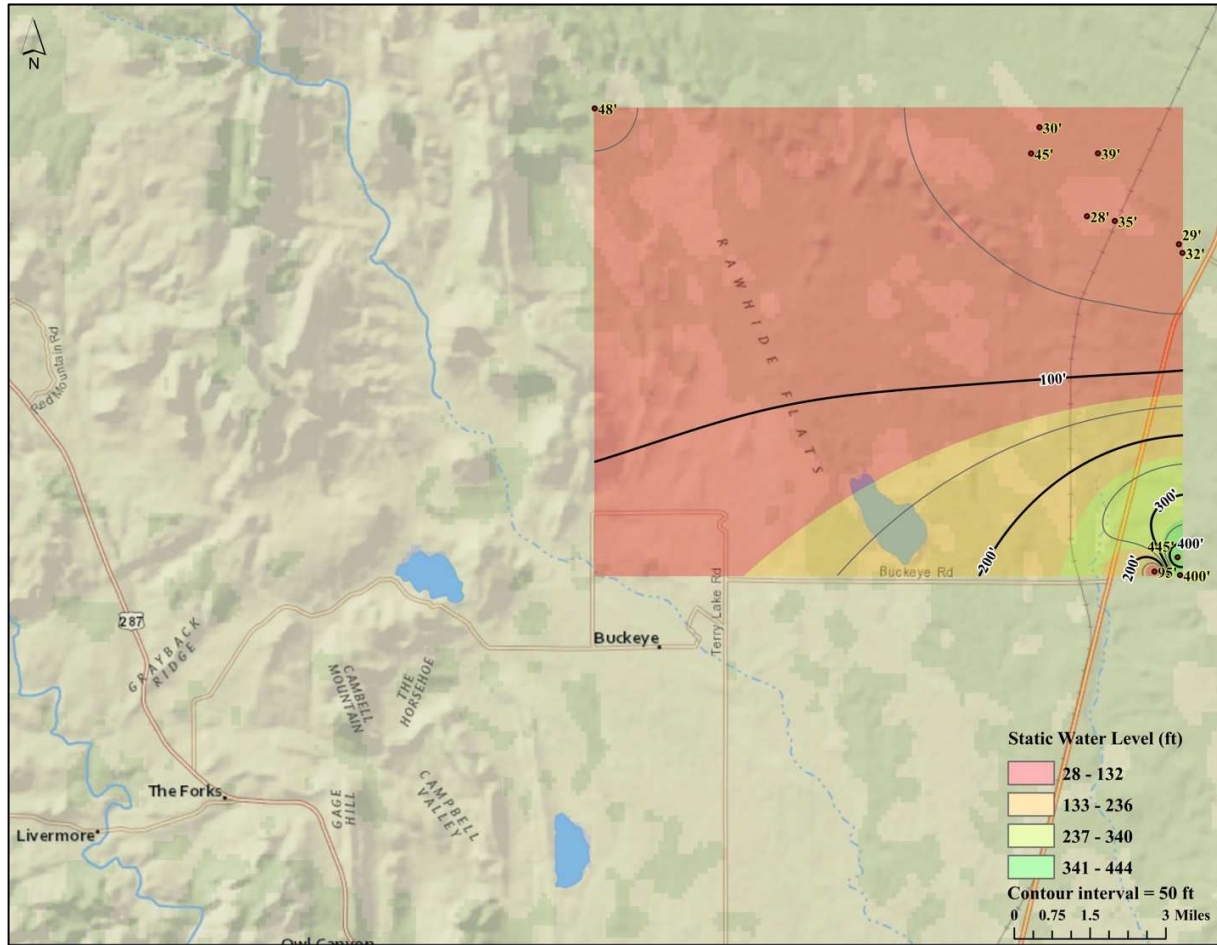 N
48'
30'
45'
39'
28'
35'
29'
32'
RAWHIDE FLATS
Red Mountain Rd
100'
300'
200'
445'
400'
200'
95'
400'
Buckeye Rd
287
GRAYBACK
RIDGE
Buckeye
Terry Lake Rd
CAMBELL
MOUNTAIN
THE
HORSEHOE
Static Water Level (ft)
28 - 132
133 - 236
237 - 340
341 - 444
Contour interval = 50 ft
0 0.75 1.5 3 Miles
The Forks
GAGE
HILL
CAMPBELL
VALLEY
Livermore
Owl Canyon